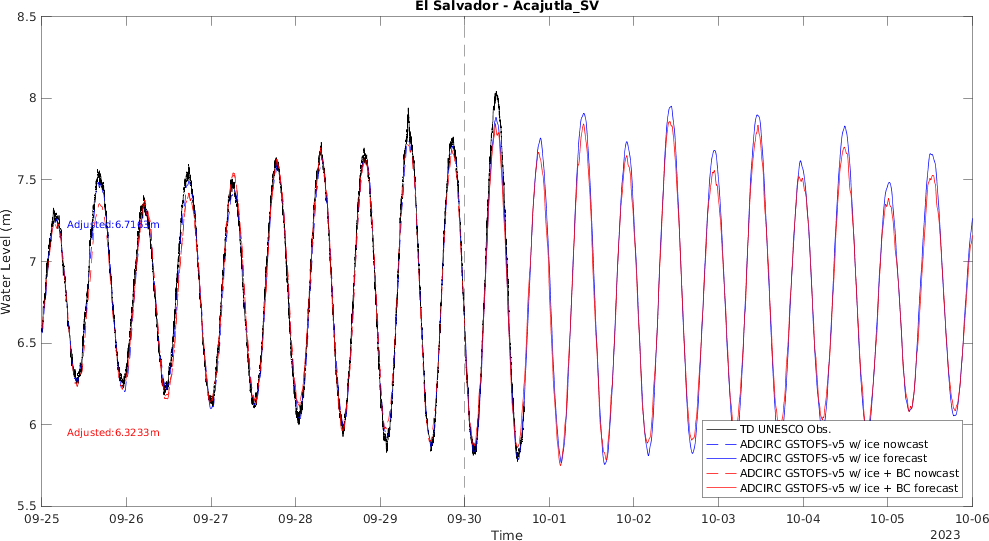 El Salvador - Acajutla_SV
8.5
8
7.5
7
6.5
6
5.5
Water Level (m)
Adjusted:6.7163m
Adjusted:6.3233m
TD UNESCO Obs.
ADCIRC GSTOFS-v5 w/ ice nowcast
ADCIRC GSTOFS-v5 w/ ice forecast
ADCIRC GSTOFS-v5 w/ ice + BC nowcast
ADCIRC GSTOFS-v5 w/ ice + BC forecast
09-25 09-26 09-27 09-28 09-29 09-30 10-01 10-02 10-03 10-04 10-05 10-06
Time
2023